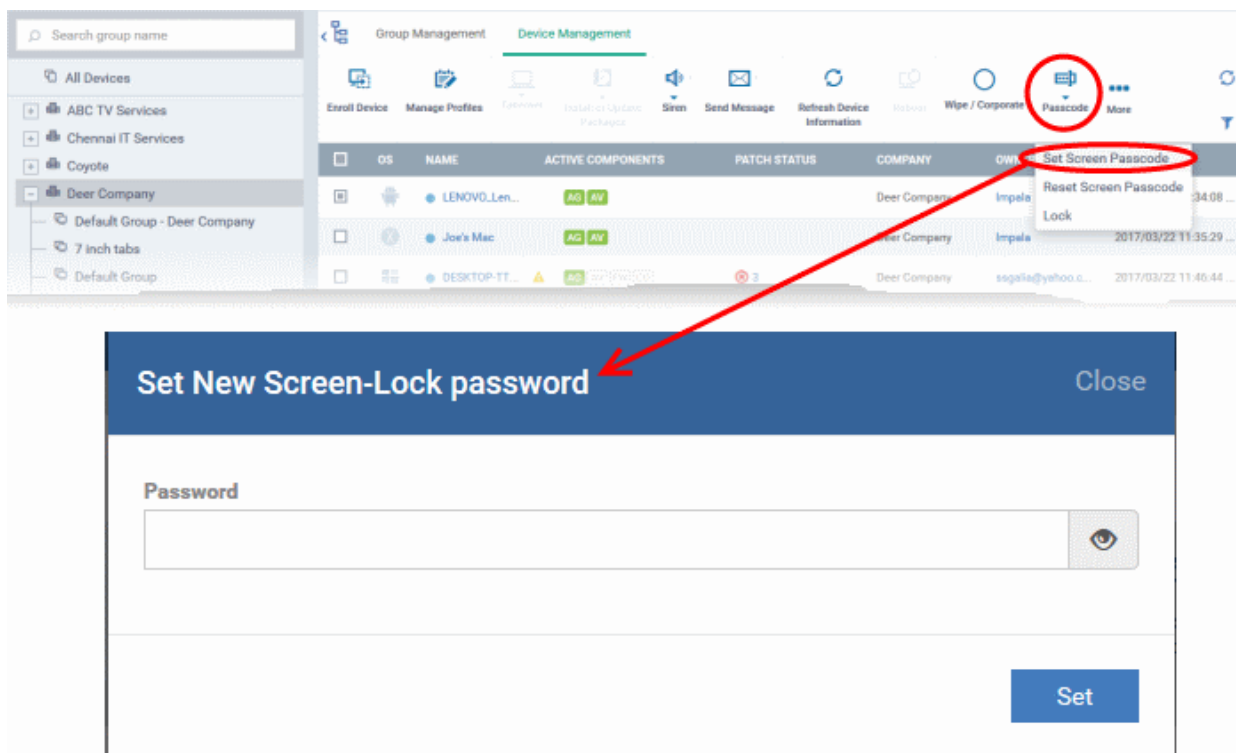 Search group name
Group Management Device Management
All Devices
ABC TV Services
Chennai IT Services
Coyote
Deer Company
Default Group - Deer Company
7 inch tabs
Default Group
Enroll Device Manage Profiles Siren Send Message Refresh Device Information Wipe / Corporate Passcode More
Set Screen Passcode
Reset Screen Passcode
Lock
OS NAME ACTIVE COMPONENTS PATCH STATUS COMPANY
LENOVO_Len... AG AV Deer Company Impala :34:08 ...
Joe's Mac AG AV Deer Company Impala 2017/03/22 11:35:29 ...
DESKTOP-TT... AG 3 Deer Company 2017/03/22 11:46:44 ...
Set New Screen-Lock password Close
Password
Set